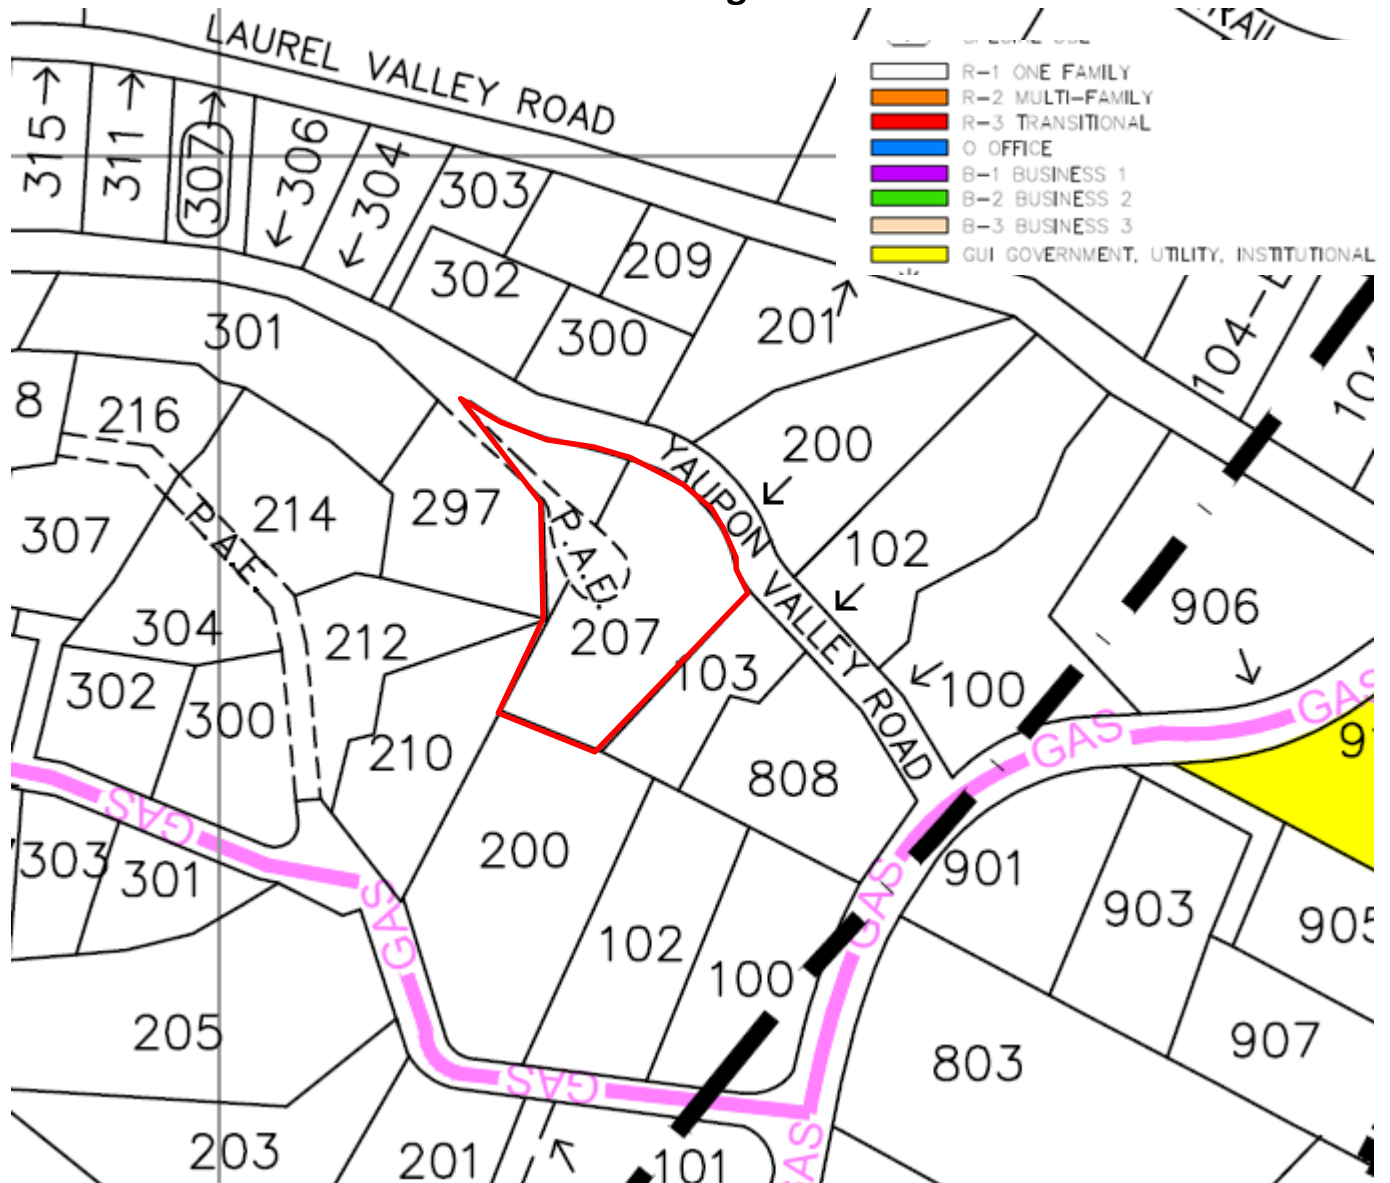 g
LAUREL VALLEY ROAD
TRAIL
R-1 ONE FAMILY
R-2 MULTI-FAMILY
R-3 TRANSITIONAL
O OFFICE
B-1 BUSINESS 1
B-2 BUSINESS 2
B-3 BUSINESS 3
GUI GOVERNMENT, UTILITY, INSTITUTIONAL
315
311
307
306
304
303
302
209
300
201
104-
104
301
8
216
307
214
297
200
102
P.A.E.
P.A.E.
YAUPON VALLEY ROAD
906
304
212
207
103
100
302
300
210
808
GAS
GAS
91
GAS
303
301
200
GAS
901
903
905
GAS
102
100
205
803
907
GAS
203
201
101
GAS